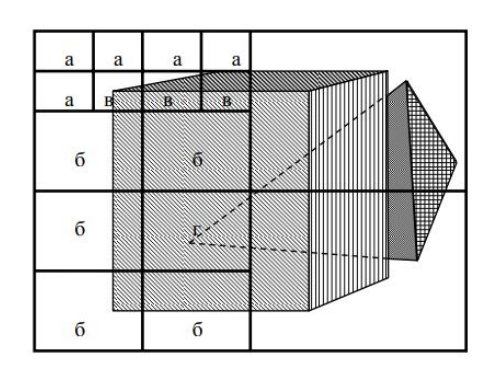 а а а а
а в в в
б б
б г
б б